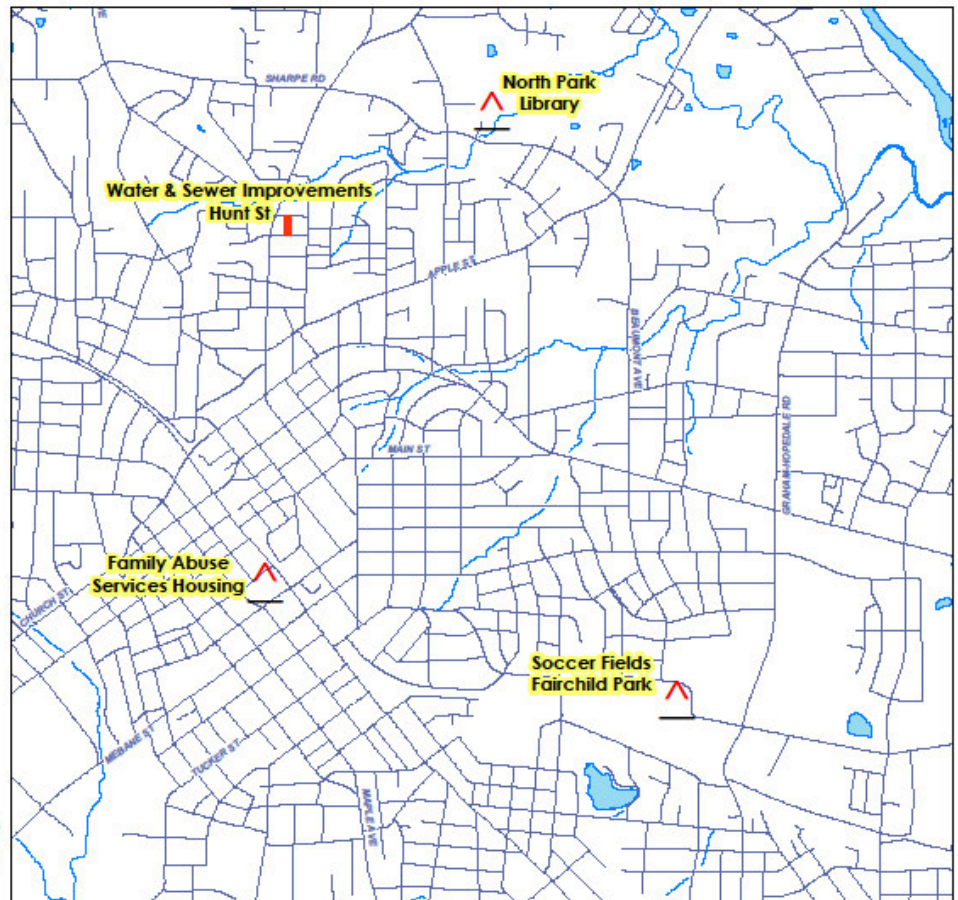 VE
SHARPE RD
North Park
Library
Water & Sewer Improvements
Hunt St
APPLE ST
BEAUMONT AVE
GRAHAM-HOPEDALE RD
MAIN ST
Family Abuse
Services Housing
CHURCH ST
Soccer Fields
Fairchild Park
MEBANE ST
TUCKER ST
MAPLE AVE